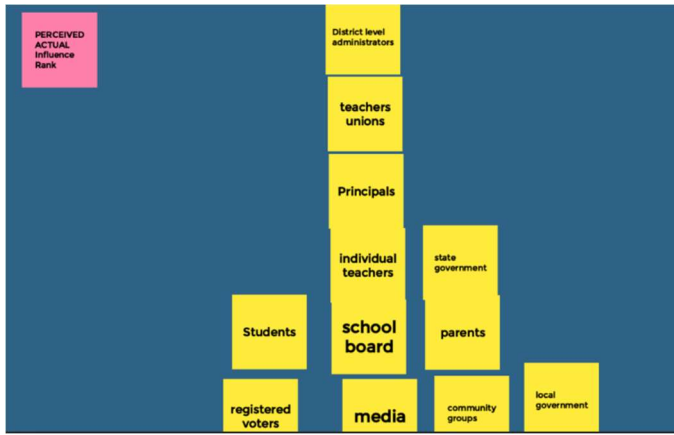 PERCEIVED
ACTUAL
Influence
Rank
District level
administrators
teachers
unions
Principals
individual
teachers
state
government
Students
school
board
parents
registered
voters
media
community
groups
local
government